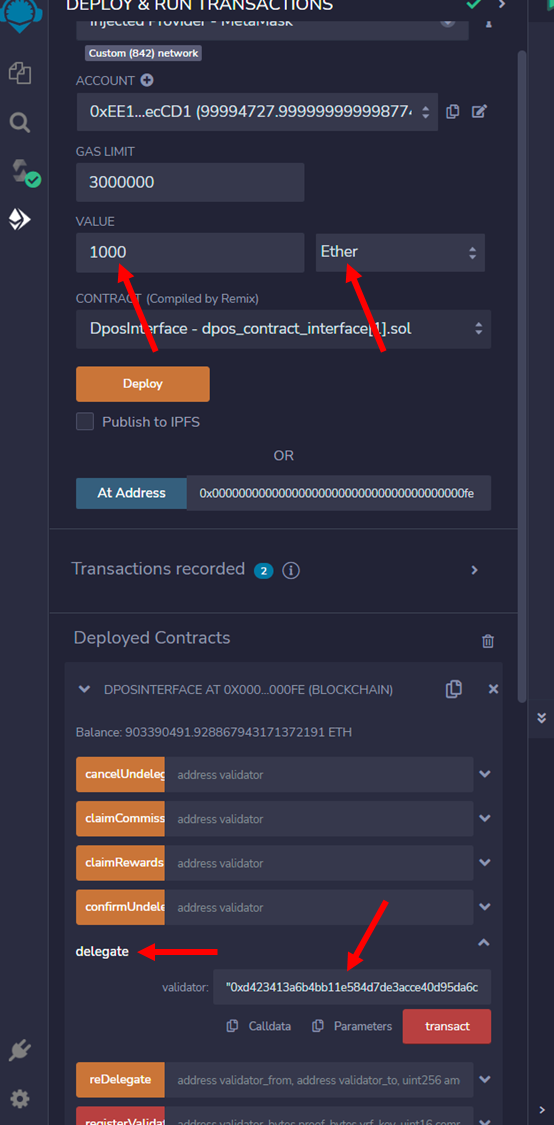 DEPLOY & RUN TRANSACTIONS
Injected Provider - MetaMask
Custom (842) network
ACCOUNT
0xEE1...ecCD1 (99994727.999999999998774
GAS LIMIT
3000000
VALUE
1000
Ether
CONTRACT (Compiled by Remix)
DposInterface - dpos_contract_interface[1].sol
Deploy
Publish to IPFS
OR
At Address
0x00000000000000000000000000000000000000fe
Transactions recorded 2 i
Deployed Contracts
DPOSINTERFACE AT 0X000...000FE (BLOCKCHAIN)
Balance: 903390491.928867943171372191 ETH
cancelUndeleg address validator
claimCommiss address validator
claimRewards address validator
confirmUndele address validator
delegate
validator: "0xd423413a6b4bb11e584d7de3acce40d95da6c
Calldata Parameters transact
reDelegate address validator_from, address validator_to, uint256 am
registerValidat address validator, bytes proof, bytes vrf_key, uint16 comm